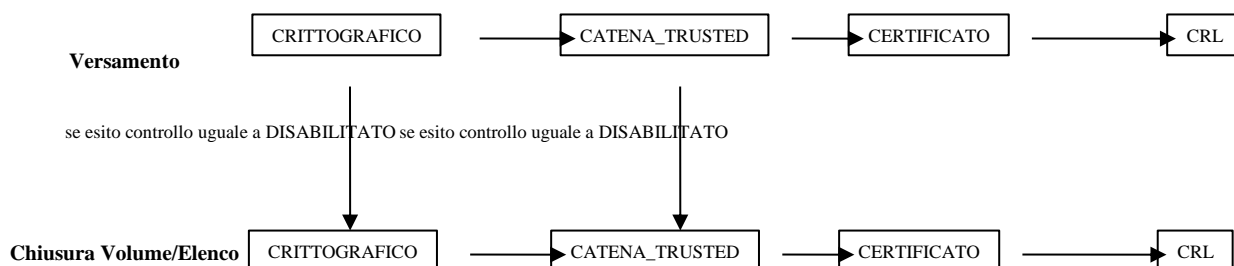 CRITTOGRAFICO CATENA_TRUSTED CERTIFICATO CRL
Versamento
se esito controllo uguale a DISABILITATO se esito controllo uguale a DISABILITATO
Chiusura Volume/Elenco CRITTOGRAFICO CATENA_TRUSTED CERTIFICATO CRL